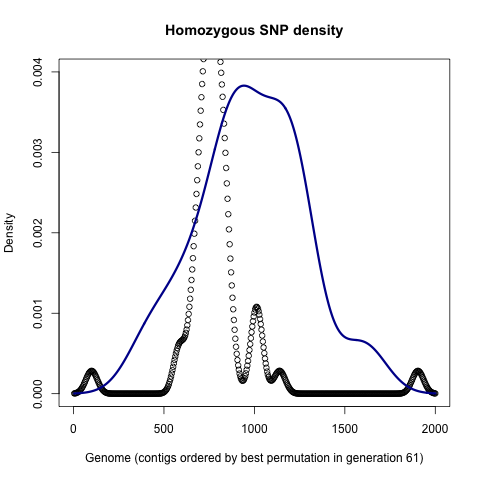 Homozygous SNP density
0.004
0.003
0.002
0.001
0.000
Density
0 500 1000 1500 2000
Genome (contigs ordered by best permutation in generation 61)